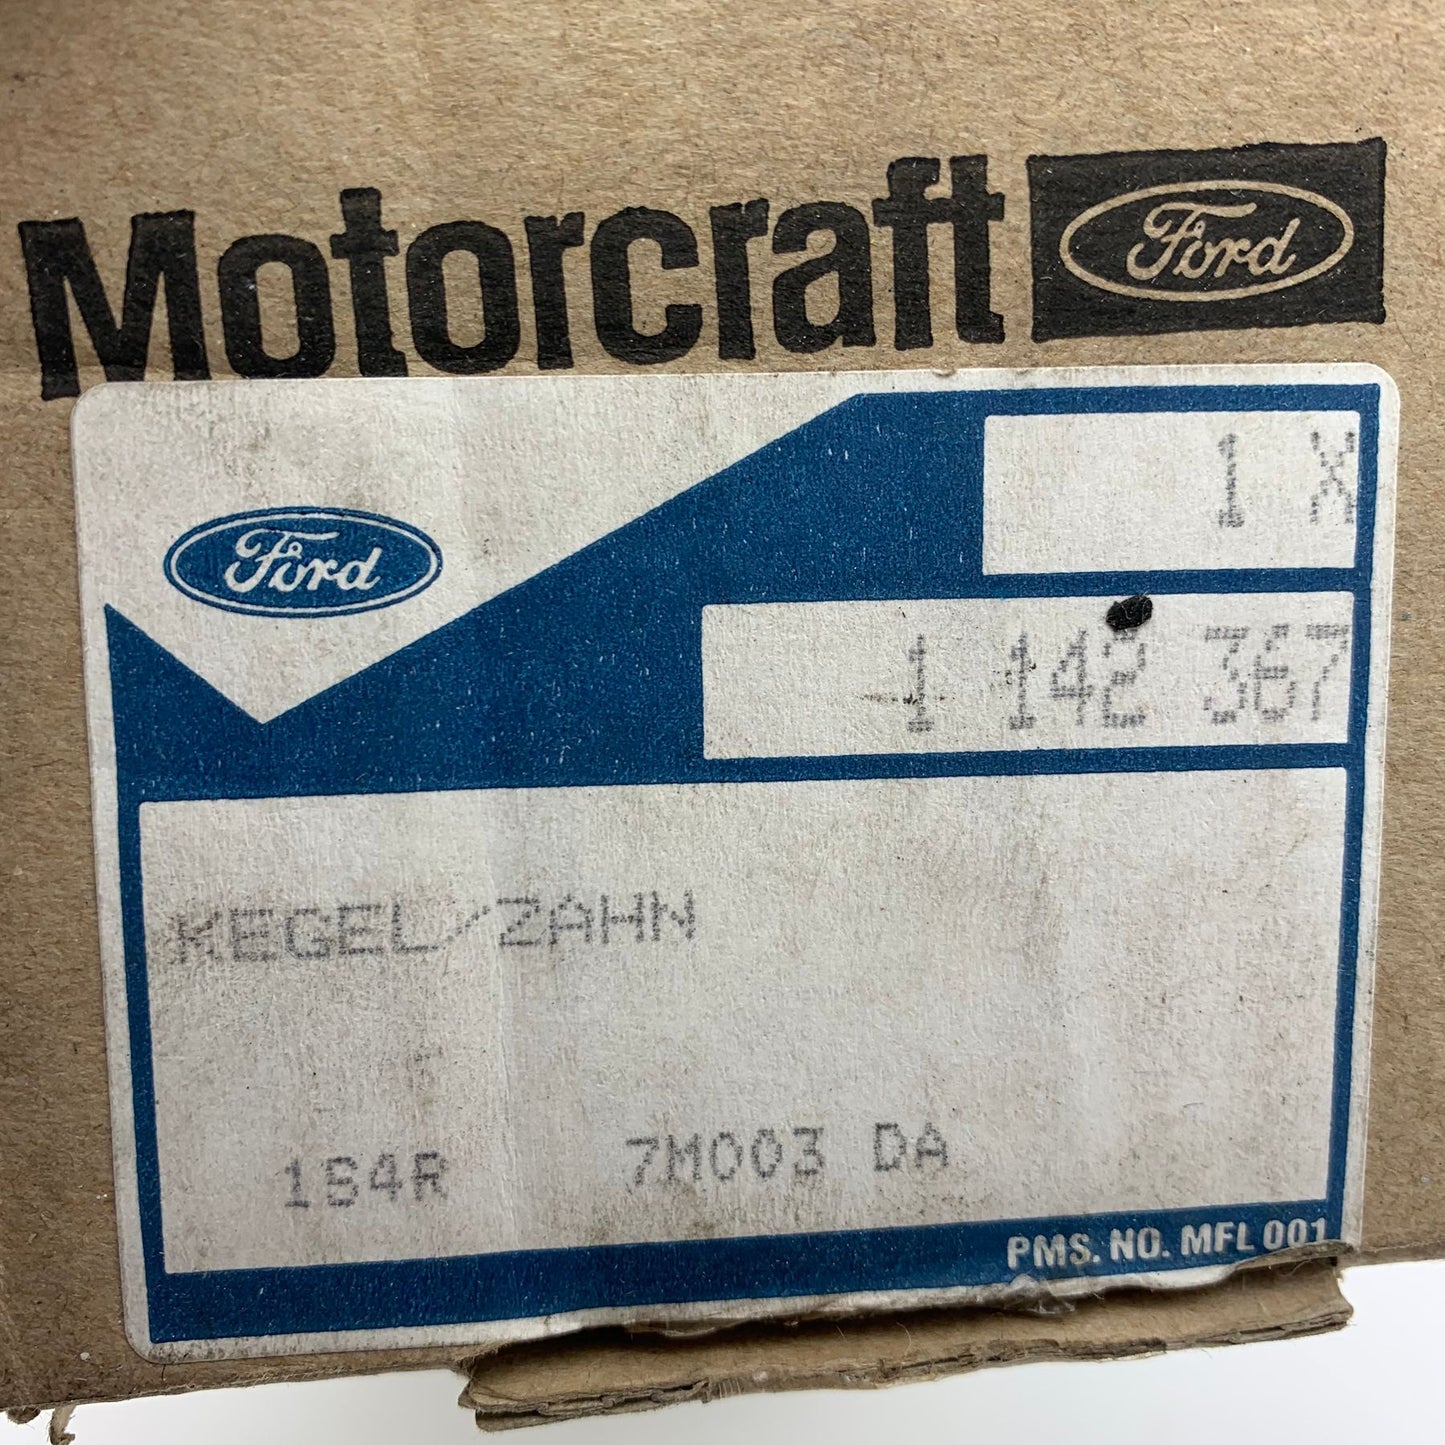 Motorcraft Ford
Ford
1 X
1 142 367
KEGEL/ZAHN
1S4R 7M003 DA
PMS. NO. MFL 001